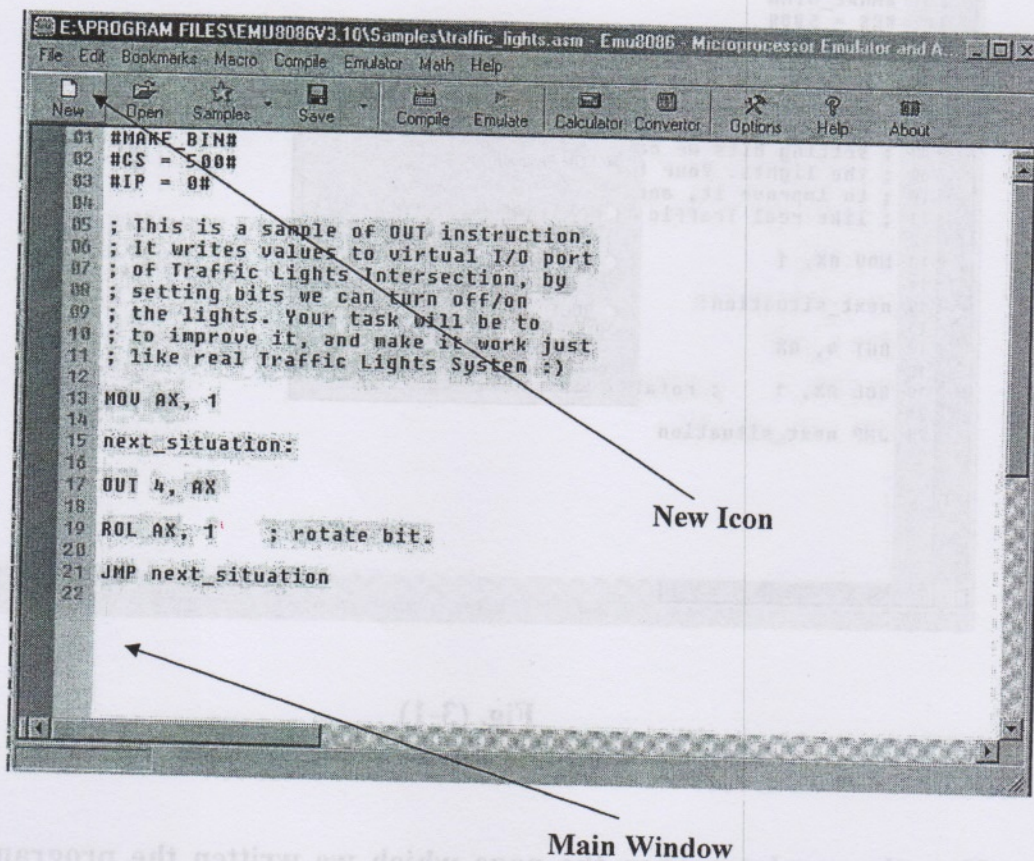 E:\PROGRAM FILES\EMU8086V3.10\Samples\traffic_lights.asm - Emu8086 - Microprocessor Emulator and A...
File Edit Bookmarks Macro Compile Emulator Math Help
New Open Samples Save Compile Emulate Calculator Convertor Options Help About
01 #MAKE_BIN#
02 #CS = 500#
03 #IP = 0#
04
05 ; This is a sample of OUT instruction.
06 ; It writes values to virtual I/O port
07 ; of Traffic Lights Intersection, by
08 ; setting bits we can turn off/on
09 ; the lights. Your task will be to
10 ; to improve it, and make it work just
11 ; like real Traffic Lights System :)
12
13 MOV AX, 1
14
15 next_situation:
16
17 OUT 4, AX
18
19 ROL AX, 1 ; rotate bit.
20
21 JMP next_situation
22
New Icon
Main Window